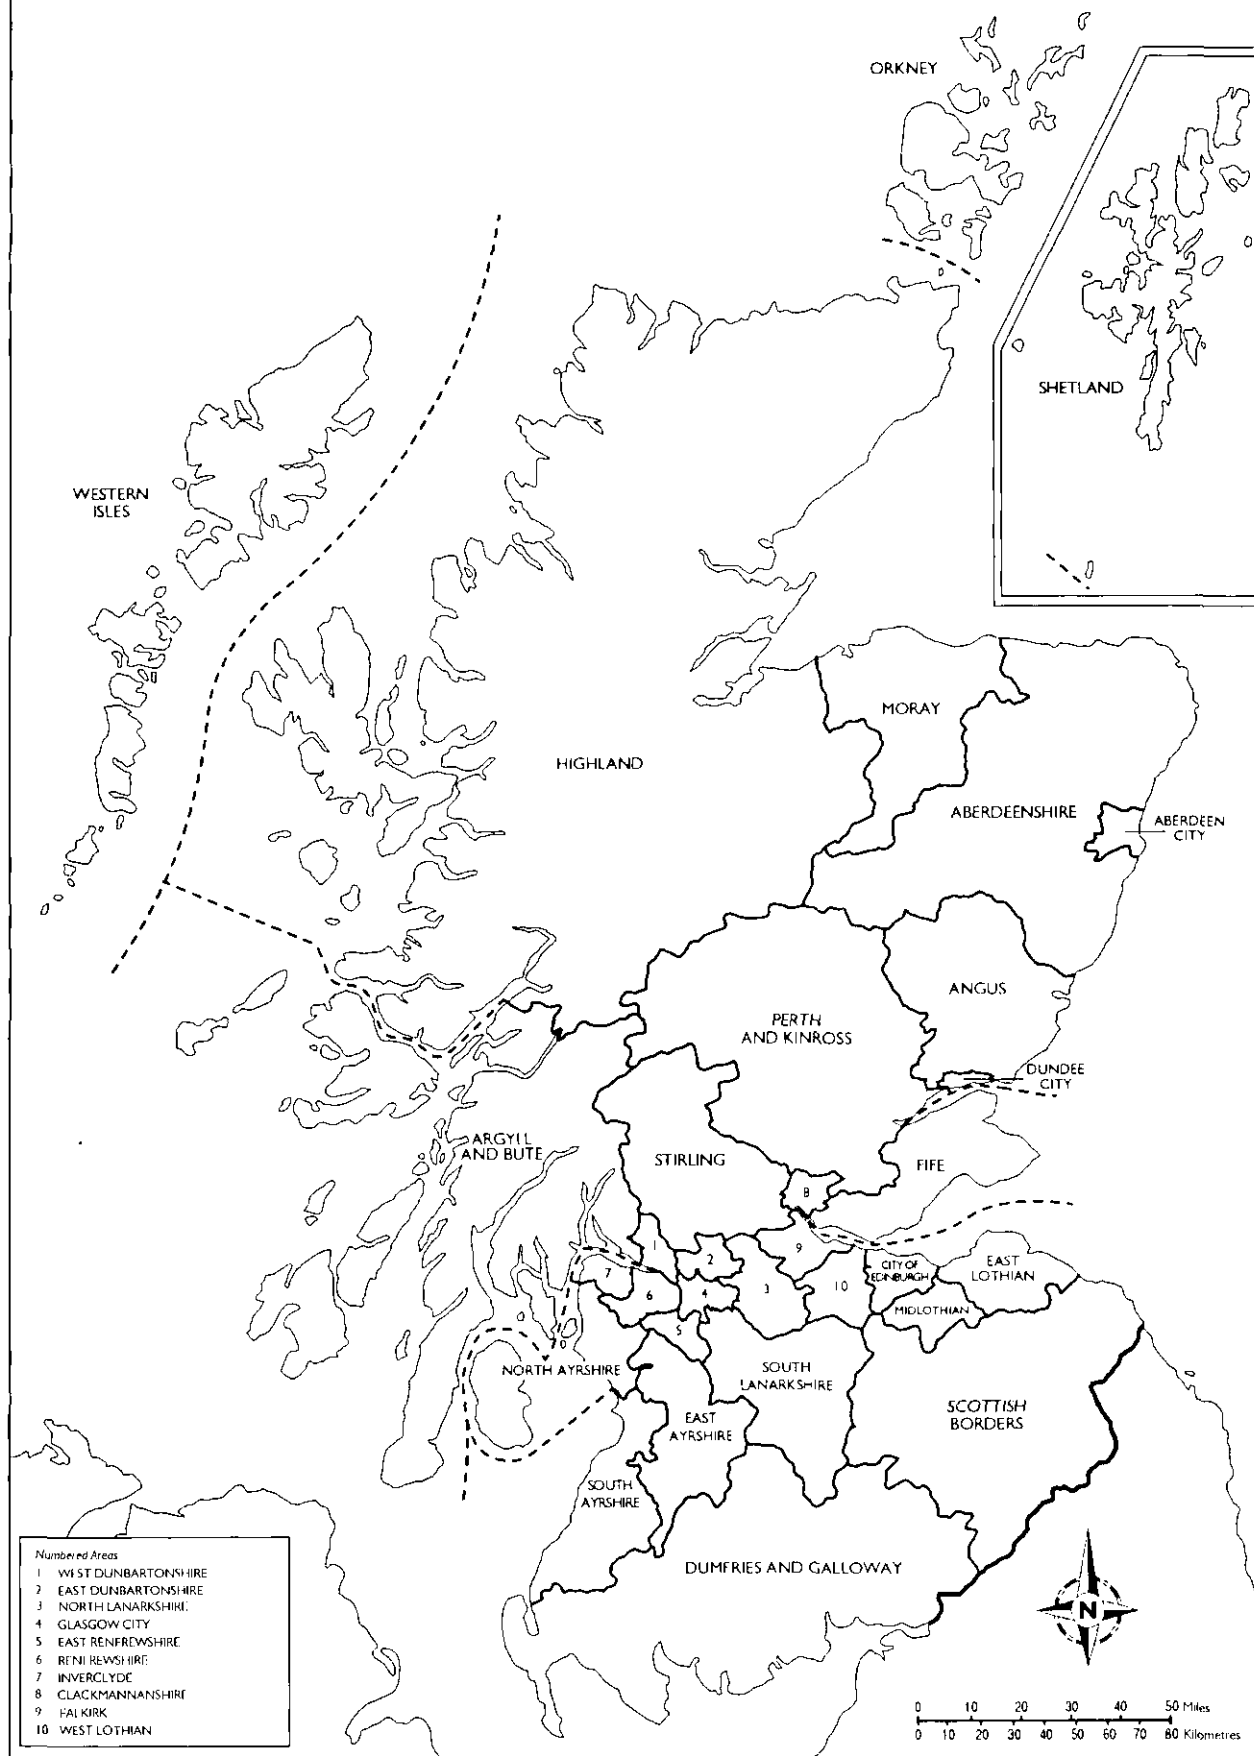 ORKNEY
SHETLAND
WESTERN
ISLES
MORAY
HIGHLAND
ABERDEENSHIRE
ABERDEEN
CITY
ANGUS
PERTH
AND KINROSS
DUNDEE
CITY
ARGYLL
AND BUTE
STIRLING
FIFE
8
1
2
9
7
6
4
3
10
5
CITY OF
EDINBURGH
EAST
LOTHIAN
MIDLOTHIAN
NORTH AYRSHIRE
SOUTH
LANARKSHIRE
SCOTTISH
BORDERS
EAST
AYRSHIRE
SOUTH
AYRSHIRE
DUMFRIES AND GALLOWAY
Numbered Areas
1 WEST DUNBARTONSHIRE
2 EAST DUNBARTONSHIRE
3 NORTH LANARKSHIRE
4 GLASGOW CITY
5 EAST RENFREWSHIRE
6 RENFREWSHIRE
7 INVERCLYDE
8 CLACKMANNANSHIRE
9 FALKIRK
10 WEST LOTHIAN
N
0 10 20 30 40 50 Miles
0 10 20 30 40 50 60 70 80 Kilometres